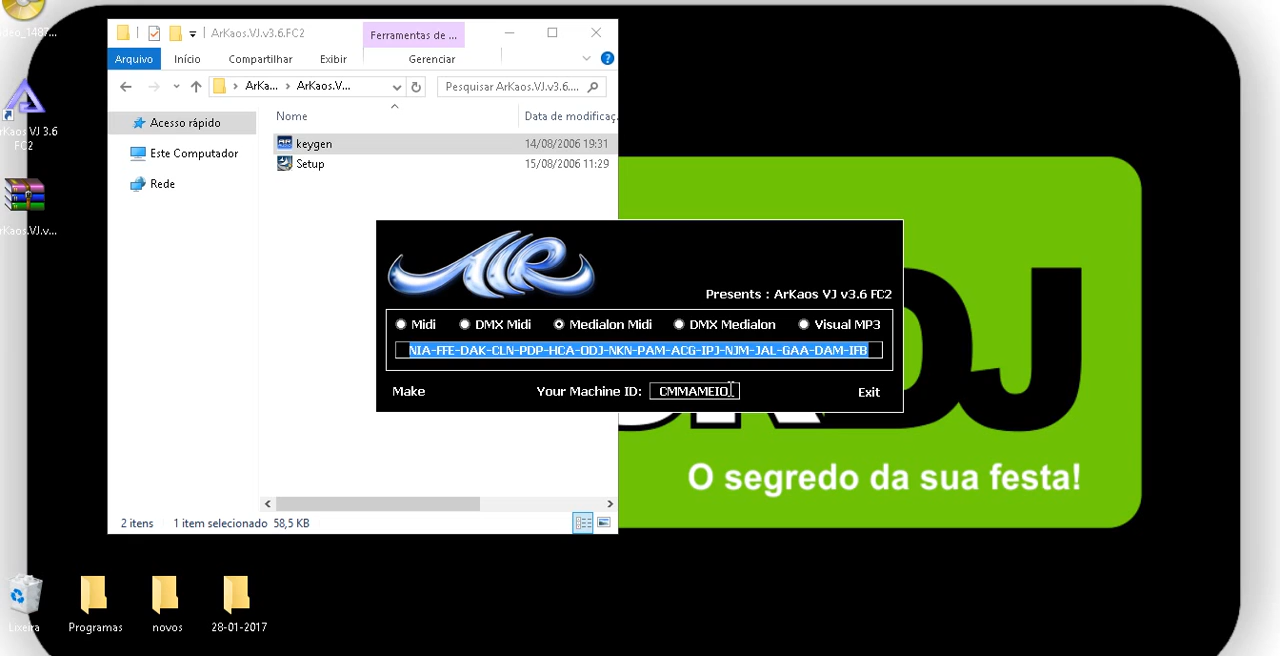 deo_1487...
ArKaos.VJ.v3.6.FC2
Ferramentas de ...
Arquivo
Início
Compartilhar
Exibir
Gerenciar
ArKa...
ArKaos.V...
Pesquisar ArKaos.VJ.v3.6....
Nome
Data de modificaç
Acesso rápido
Este Computador
Rede
keygen
14/08/2006 19:31
Setup
15/08/2006 11:29
rKaos VJ 3.6
FC2
rKaos.VJ.v...
AiR
Presents : ArKaos VJ v3.6 FC2
Midi
DMX Midi
Medialon Midi
DMX Medialon
Visual MP3
NIA-FFE-DAK-CLN-PDP-HCA-ODJ-NKN-PAM-ACG-IPJ-NJM-JAL-GAA-DAM-IFB
Make
Your Machine ID:
CMMAMEIO
Exit
DJ
O segredo da sua festa!
2 itens
1 item selecionado 58,5 KB
Lixeira
Programas
novos
28-01-2017